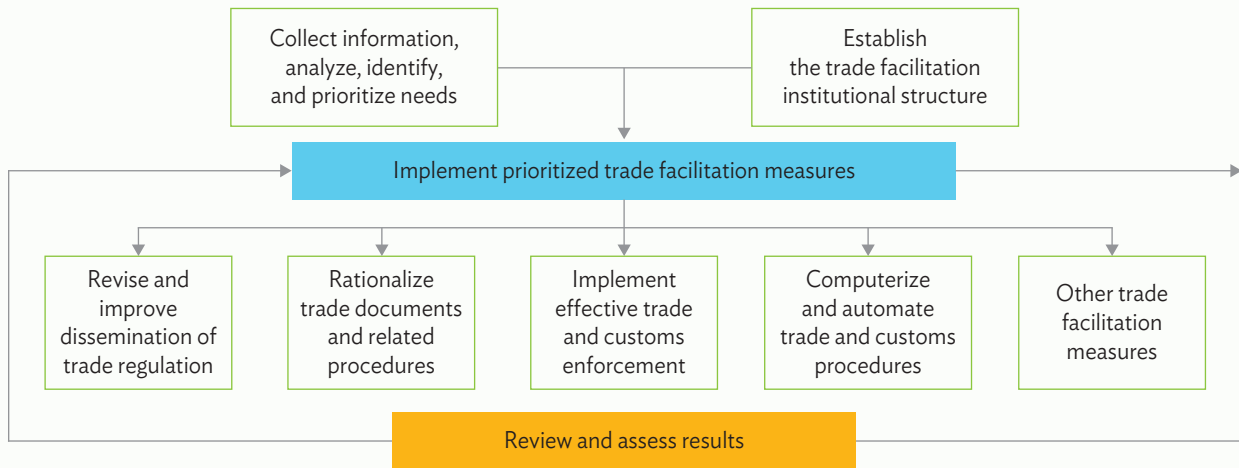 Collect information,
analyze, identify,
and prioritize needs
Establish
the trade facilitation
institutional structure
Implement prioritized trade facilitation measures
Revise and
improve
dissemination of
trade regulation
Rationalize
trade documents
and related
procedures
Implement
effective trade
and customs
enforcement
Computerize
and automate
trade and customs
procedures
Other trade
facilitation
measures
Review and assess results